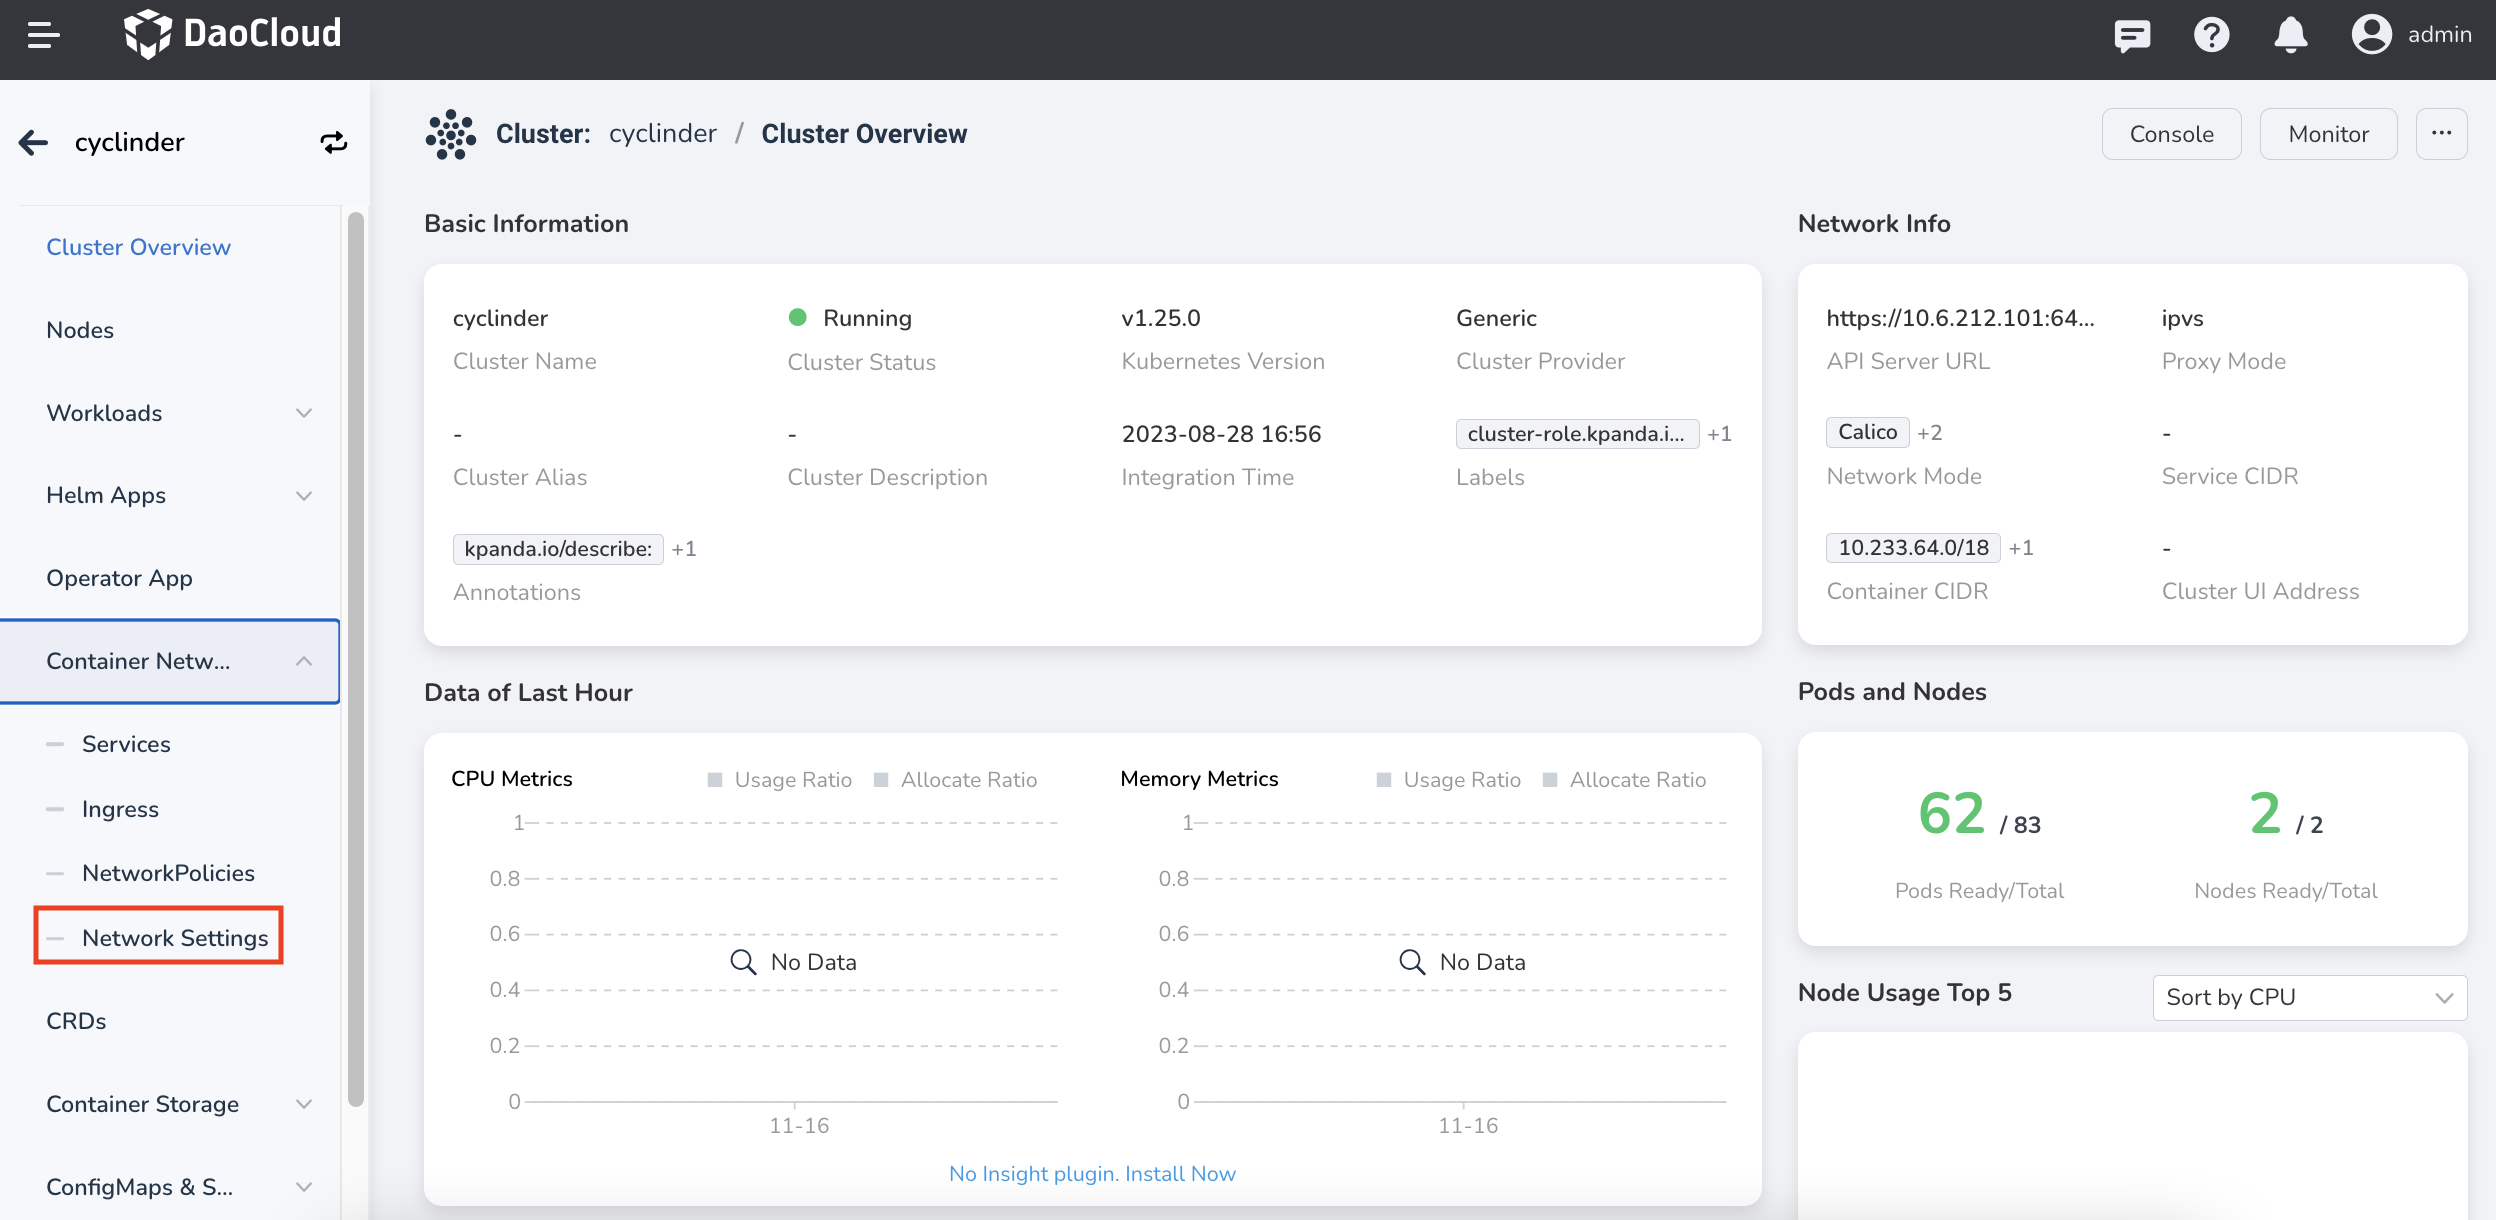 DaoCloud
admin
cyclinder
Cluster Overview
Nodes
Workloads
Helm Apps
Operator App
Container Netw...
Services
Ingress
NetworkPolicies
Network Settings
CRDs
Container Storage
ConfigMaps & S...
Cluster: cyclinder / Cluster Overview
Console
Monitor
...
Basic Information
cyclinder
Cluster Name
Running
Cluster Status
v1.25.0
Kubernetes Version
Generic
Cluster Provider
-
Cluster Alias
-
Cluster Description
2023-08-28 16:56
Integration Time
cluster-role.kpanda.i... +1
Labels
kpanda.io/describe: +1
Annotations
Network Info
https://10.6.212.101:64...
API Server URL
ipvs
Proxy Mode
Calico +2
Network Mode
-
Service CIDR
10.233.64.0/18 +1
Container CIDR
-
Cluster UI Address
Data of Last Hour
CPU Metrics
Usage Ratio
Allocate Ratio
1
0.8
0.6
0.4
0.2
0
No Data
11-16
Memory Metrics
Usage Ratio
Allocate Ratio
1
0.8
0.6
0.4
0.2
0
No Data
11-16
No Insight plugin. Install Now
Pods and Nodes
62 / 83
Pods Ready/Total
2 / 2
Nodes Ready/Total
Node Usage Top 5
Sort by CPU